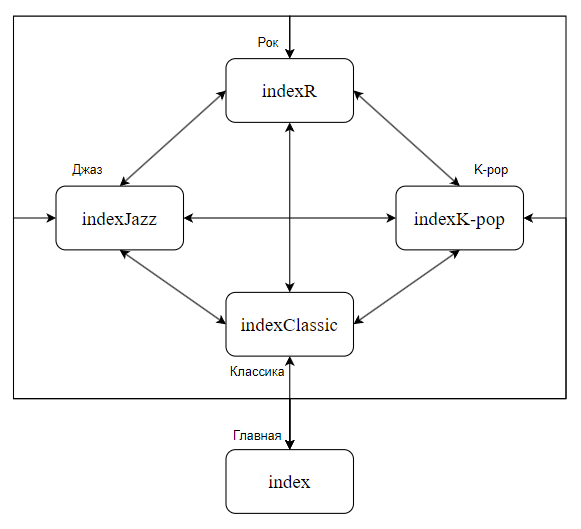 Рок
indexR
Джаз
K-pop
indexJazz
indexK-pop
indexClassic
Классика
Главная
index